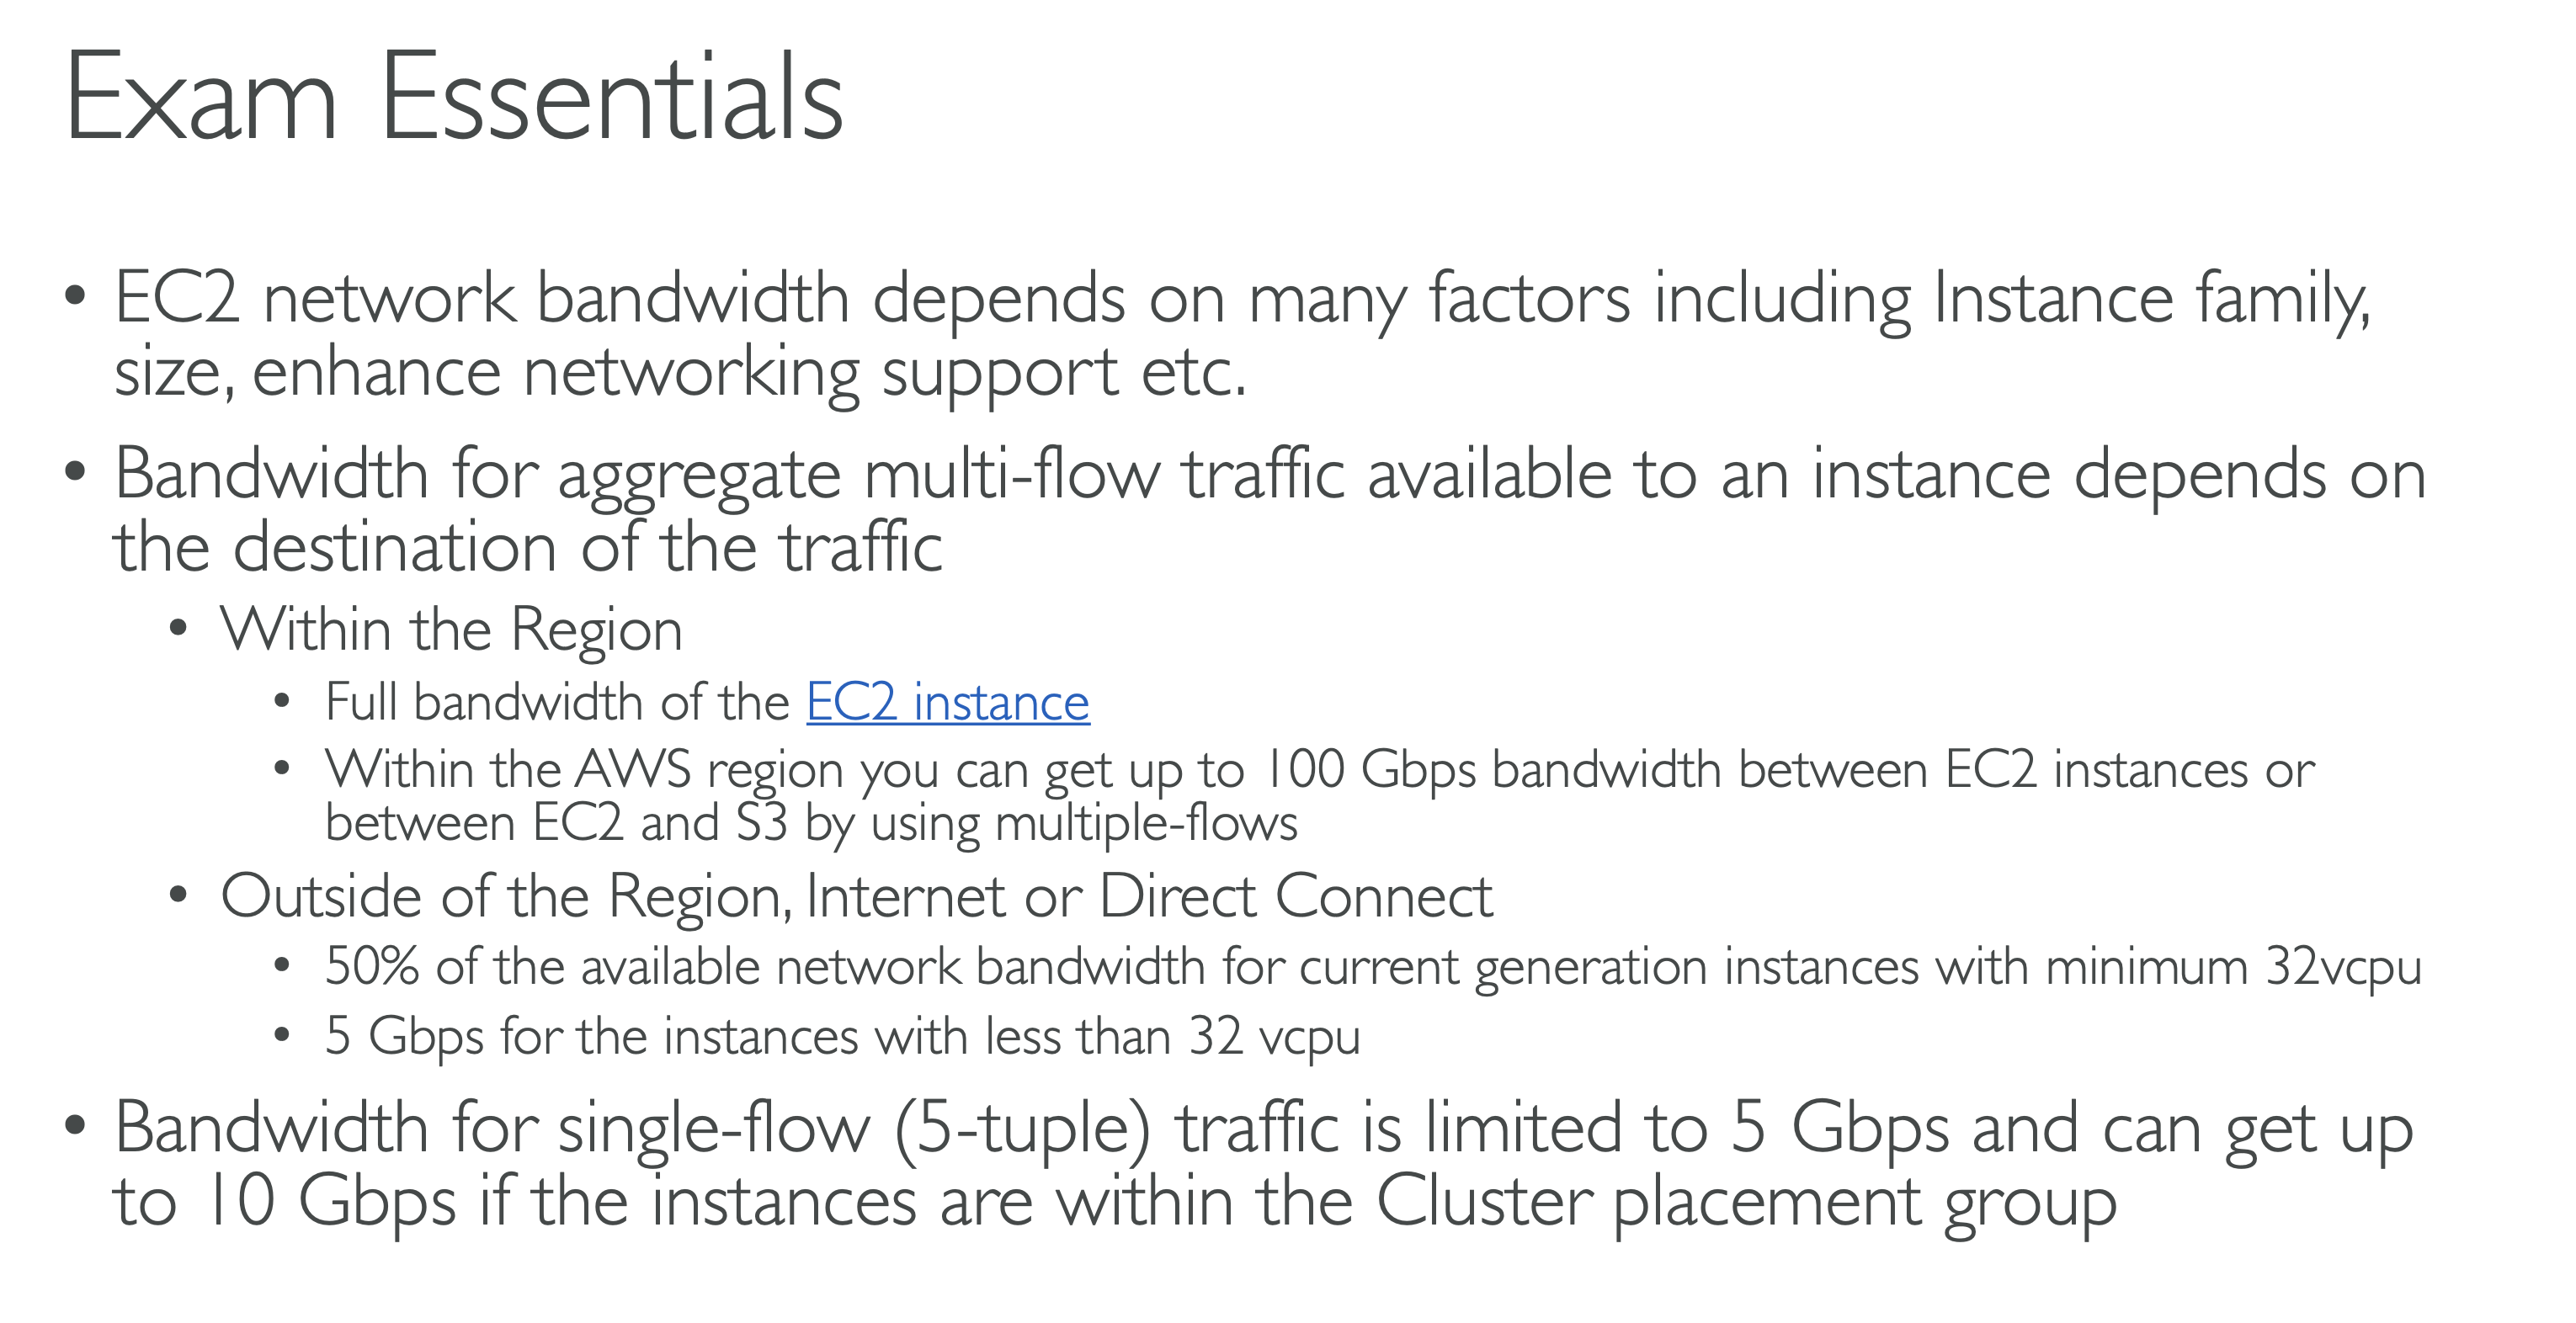 Exam Essentials
• EC2 network bandwidth depends on many factors including Instance family,
size, enhance networking support etc.
• Bandwidth for aggregate multi-flow traffic available to an instance depends on
the destination of the traffic
• Within the Region
• Full bandwidth of the EC2 instance
• Within the AWS region you can get up to 100 Gbps bandwidth between EC2 instances or
between EC2 and S3 by using multiple-flows
• Outside of the Region, Internet or Direct Connect
• 50% of the available network bandwidth for current generation instances with minimum 32vcpu
• 5 Gbps for the instances with less than 32 vcpu
• Bandwidth for single-flow (5-tuple) traffic is limited to 5 Gbps and can get up
to 10 Gbps if the instances are within the Cluster placement group